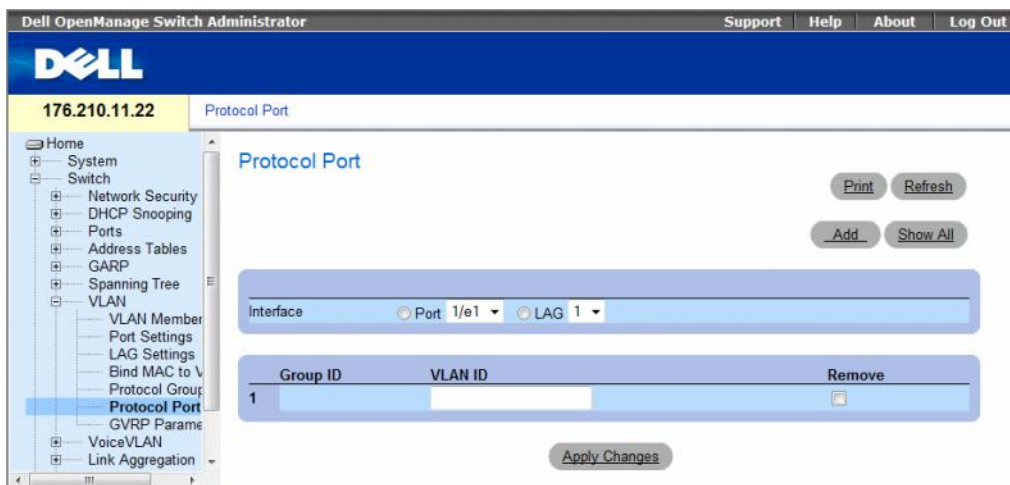 Dell OpenManage Switch Administrator Support Help About Log Out
DELL
176.210.11.22 Protocol Port
Home
System
Switch
Network Security
DHCP Snooping
Ports
Address Tables
GARP
Spanning Tree
VLAN
VLAN Member
Port Settings
LAG Settings
Bind MAC to V
Protocol Group
Protocol Port
GVRP Parame
VoiceVLAN
Link Aggregation
Protocol Port
Print Refresh
Add Show All
Interface Port 1/e1 LAG 1
Group ID VLAN ID Remove
1
Apply Changes